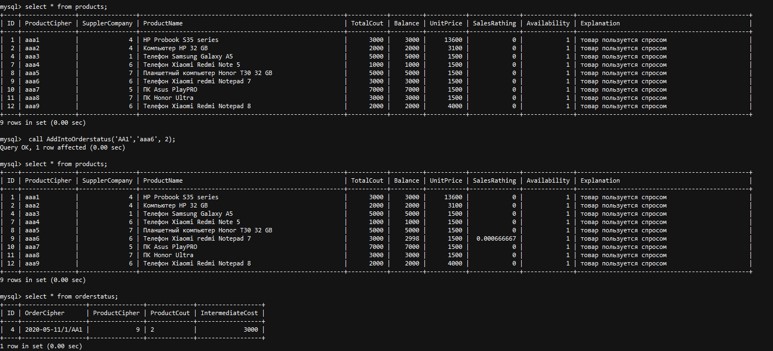 mysql> select * from products;
| ID | ProductCipher | SupplerCompany | ProductName | TotalCout | Balance | UnitPrice | SalesRathing | Availability | Explanation |
| 1 | aaa1 | 4 | HP Probook S35 series | 3000 | 3000 | 13600 | 0 | 1 | товар пользуется спросом |
| 2 | aaa2 | 4 | Компьютер HP 32 GB | 2000 | 2000 | 3100 | 0 | 1 | товар пользуется спросом |
| 4 | aaa3 | 1 | Телефон Samsung Galaxy A5 | 5000 | 5000 | 1500 | 0 | 1 | товар пользуется спросом |
| 7 | aaa4 | 6 | Телефон Xiaomi Redmi Note 5 | 1000 | 1000 | 1500 | 0 | 1 | товар пользуется спросом |
| 8 | aaa5 | 7 | Планшетный компьютер Honor T30 32 GB | 5000 | 5000 | 1500 | 0 | 1 | товар пользуется спросом |
| 9 | aaa6 | 6 | Телефон Xiaomi redmi Notepad 7 | 3000 | 3000 | 1500 | 0 | 1 | товар пользуется спросом |
| 10 | aaa7 | 5 | ПК Asus PlayPRO | 7000 | 7000 | 1500 | 0 | 1 | товар пользуется спросом |
| 11 | aaa8 | 7 | ПК Honor Ultra | 3000 | 3000 | 1500 | 0 | 1 | товар пользуется спросом |
| 12 | aaa9 | 6 | Телефон Xiaomi Redmi Notepad 8 | 2000 | 2000 | 4000 | 0 | 1 | товар пользуется спросом |
9 rows in set (0.00 sec)
mysql> call AddIntoOrderstatus('AA1','aaa6', 2);
Query OK, 1 row affected (0.00 sec)
mysql> select * from products;
| ID | ProductCipher | SupplerCompany | ProductName | TotalCout | Balance | UnitPrice | SalesRathing | Availability | Explanation |
| 1 | aaa1 | 4 | HP Probook S35 series | 3000 | 3000 | 13600 | 0 | 1 | товар пользуется спросом |
| 2 | aaa2 | 4 | Компьютер HP 32 GB | 2000 | 2000 | 3100 | 0 | 1 | товар пользуется спросом |
| 4 | aaa3 | 1 | Телефон Samsung Galaxy A5 | 5000 | 5000 | 1500 | 0 | 1 | товар пользуется спросом |
| 7 | aaa4 | 6 | Телефон Xiaomi Redmi Note 5 | 1000 | 1000 | 1500 | 0 | 1 | товар пользуется спросом |
| 8 | aaa5 | 7 | Планшетный компьютер Honor T30 32 GB | 5000 | 5000 | 1500 | 0 | 1 | товар пользуется спросом |
| 9 | aaa6 | 6 | Телефон Xiaomi redmi Notepad 7 | 3000 | 2998 | 1500 | 0.000666667 | 1 | товар пользуется спросом |
| 10 | aaa7 | 5 | ПК Asus PlayPRO | 7000 | 7000 | 1500 | 0 | 1 | товар пользуется спросом |
| 11 | aaa8 | 7 | ПК Honor Ultra | 3000 | 3000 | 1500 | 0 | 1 | товар пользуется спросом |
| 12 | aaa9 | 6 | Телефон Xiaomi Redmi Notepad 8 | 2000 | 2000 | 4000 | 0 | 1 | товар пользуется спросом |
9 rows in set (0.00 sec)
mysql> select * from orderstatus;
| ID | OrderCipher | ProductCipher | ProductCout | IntermediateCost |
| 4 | 2020-05-11/1/AA1 | 9 | 2 | 3000 |
1 row in set (0.00 sec)